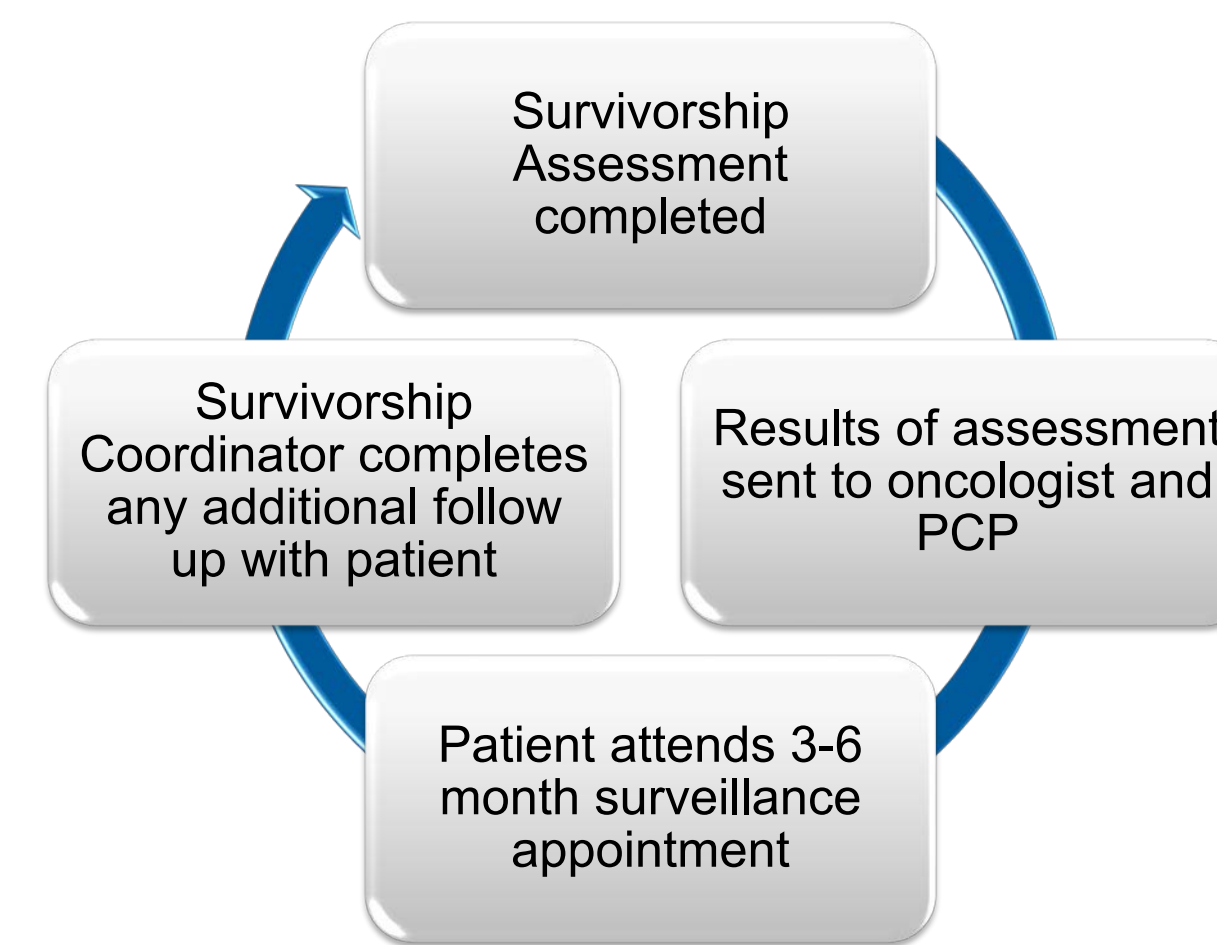 Survivorship
Assessment
completed
Results of assessment
sent to oncologist and
PCP
Patient attends 3-6
month surveillance
appointment
Survivorship
Coordinator completes
any additional follow
up with patient